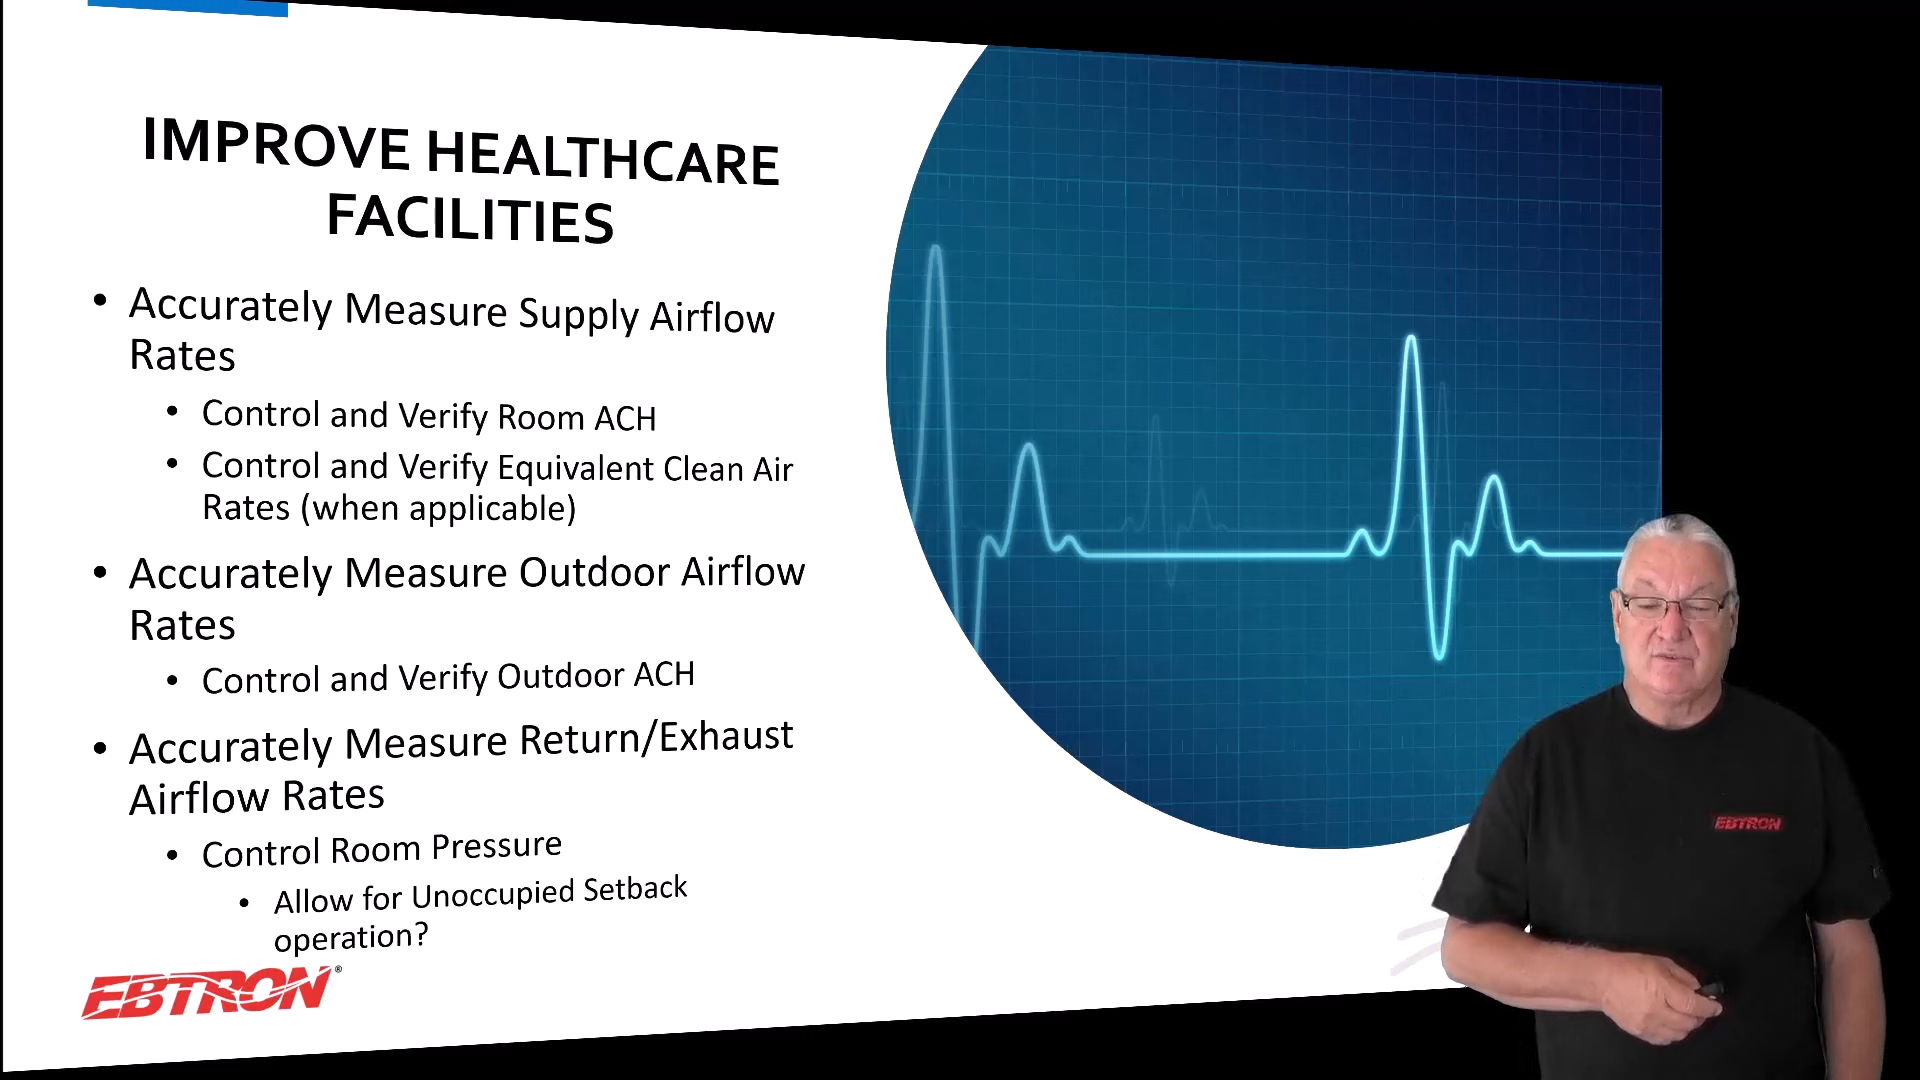 IMPROVE HEALTHCARE
FACILITIES
• Accurately Measure Supply Airflow
Rates
• Control and Verify Room ACH
• Control and Verify Equivalent Clean Air
Rates (when applicable)
• Accurately Measure Outdoor Airflow
Rates
• Control and Verify Outdoor ACH
• Accurately Measure Return/Exhaust
Airflow Rates
• Control Room Pressure
• Allow for Unoccupied Setback
operation?
EBTRON®
EBTRON